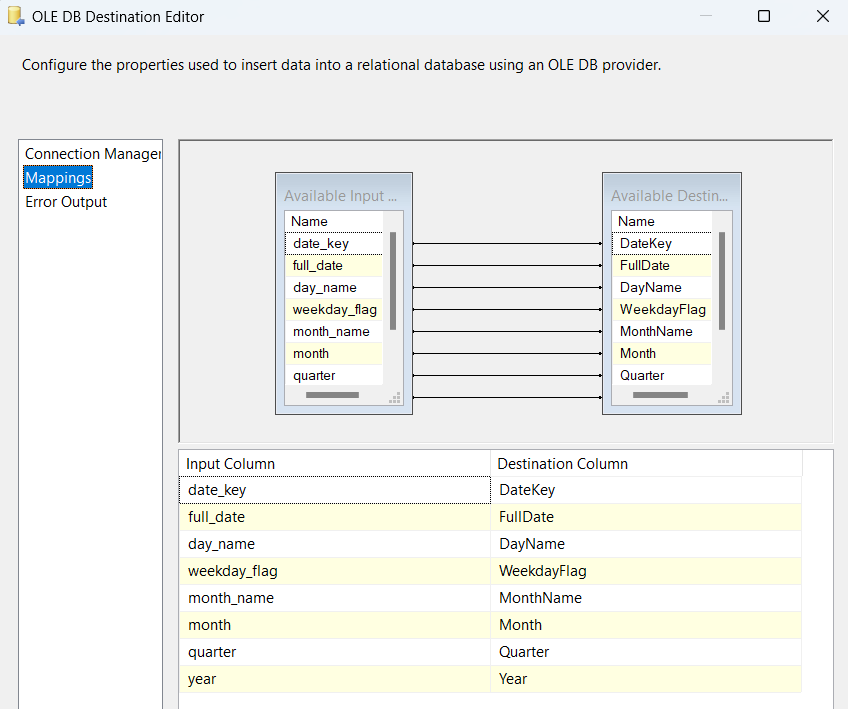 OLE DB Destination Editor
Configure the properties used to insert data into a relational database using an OLE DB provider.
Connection Manager
Mappings
Error Output
Available Input ...
Name
date_key
full_date
day_name
weekday_flag
month_name
month
quarter
Available Destin...
Name
DateKey
FullDate
DayName
WeekdayFlag
MonthName
Month
Quarter
Input Column Destination Column
date_key DateKey
full_date FullDate
day_name DayName
weekday_flag WeekdayFlag
month_name MonthName
month Month
quarter Quarter
year Year